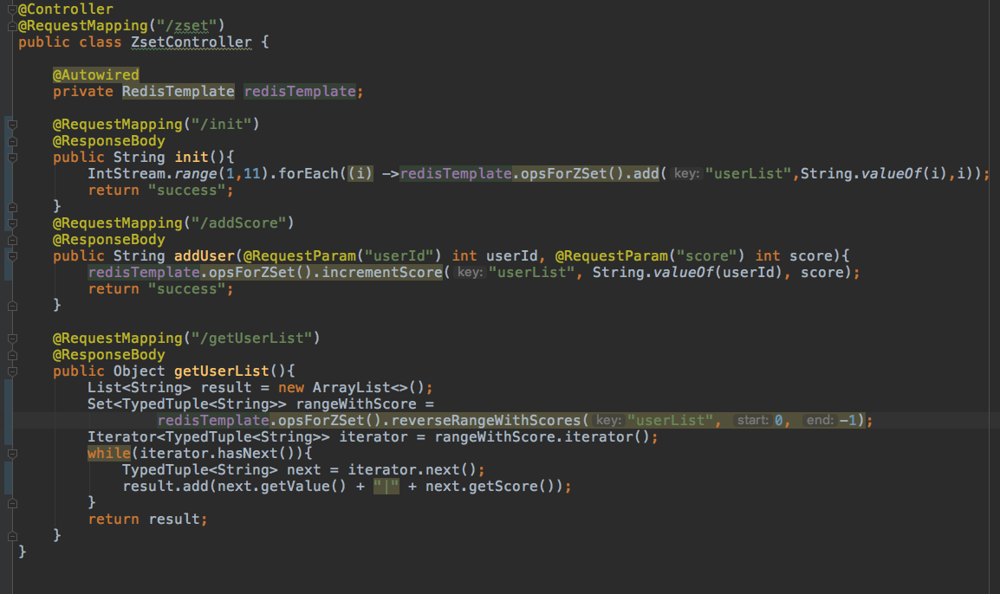 @Controller
@RequestMapping("/zset")
public class ZsetController {
@Autowired
private RedisTemplate redisTemplate;
@RequestMapping("/init")
@ResponseBody
public String init(){
IntStream.range(1,11).forEach((i) ->redisTemplate.opsForZSet().add( key: "userList",String.valueOf(i),i));
return "success";
}
@RequestMapping("/addScore")
@ResponseBody
public String addUser(@RequestParam("userId") int userId, @RequestParam("score") int score){
redisTemplate.opsForZSet().incrementScore( key: "userList", String.valueOf(userId), score);
return "success";
}
@RequestMapping("/getUserList")
@ResponseBody
public Object getUserList(){
List<String> result = new ArrayList<>();
Set<TypedTuple<String>> rangeWithScore =
redisTemplate.opsForZSet().reverseRangeWithScores( key: "userList", start: 0, end: -1);
Iterator<TypedTuple<String>> iterator = rangeWithScore.iterator();
while(iterator.hasNext()){
TypedTuple<String> next = iterator.next();
result.add(next.getValue() + "|" + next.getScore());
}
return result;
}
}